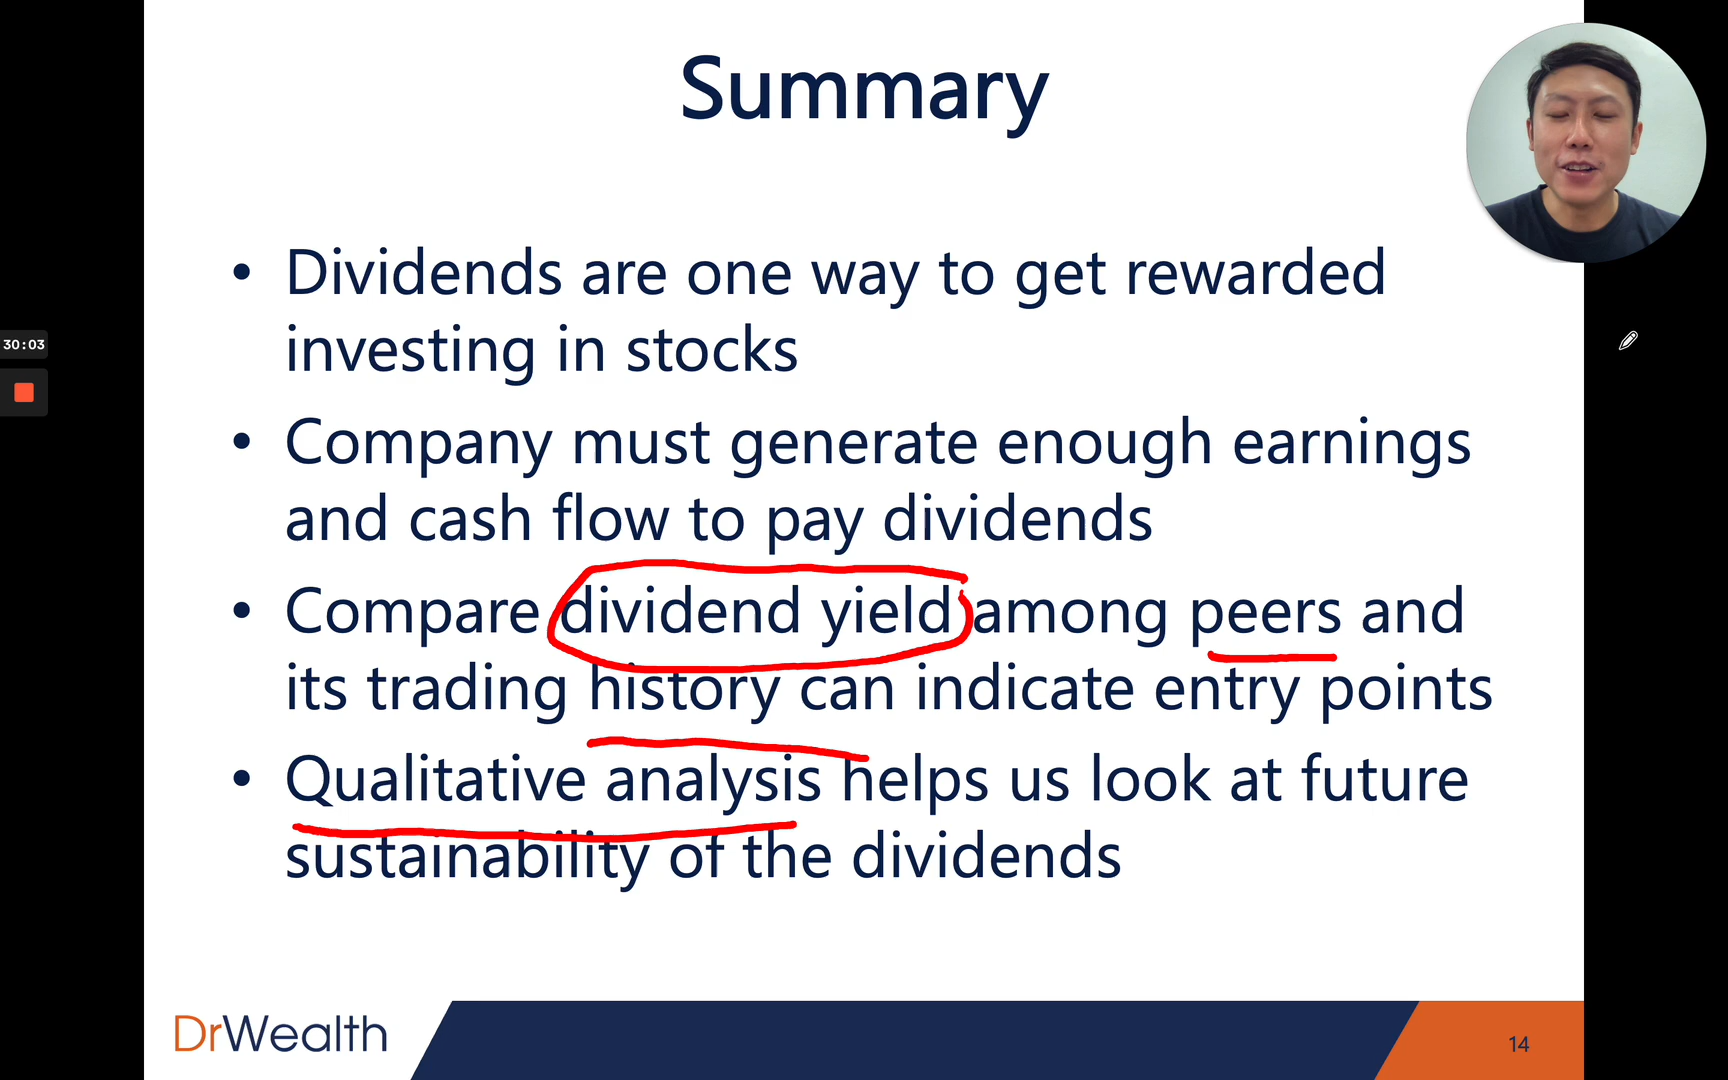 Summary
• Dividends are one way to get rewarded
investing in stocks
• Company must generate enough earnings
and cash flow to pay dividends
• Compare dividend yield among peers and
its trading history can indicate entry points
• Qualitative analysis helps us look at future
sustainability of the dividends
30:03
DrWealth
14